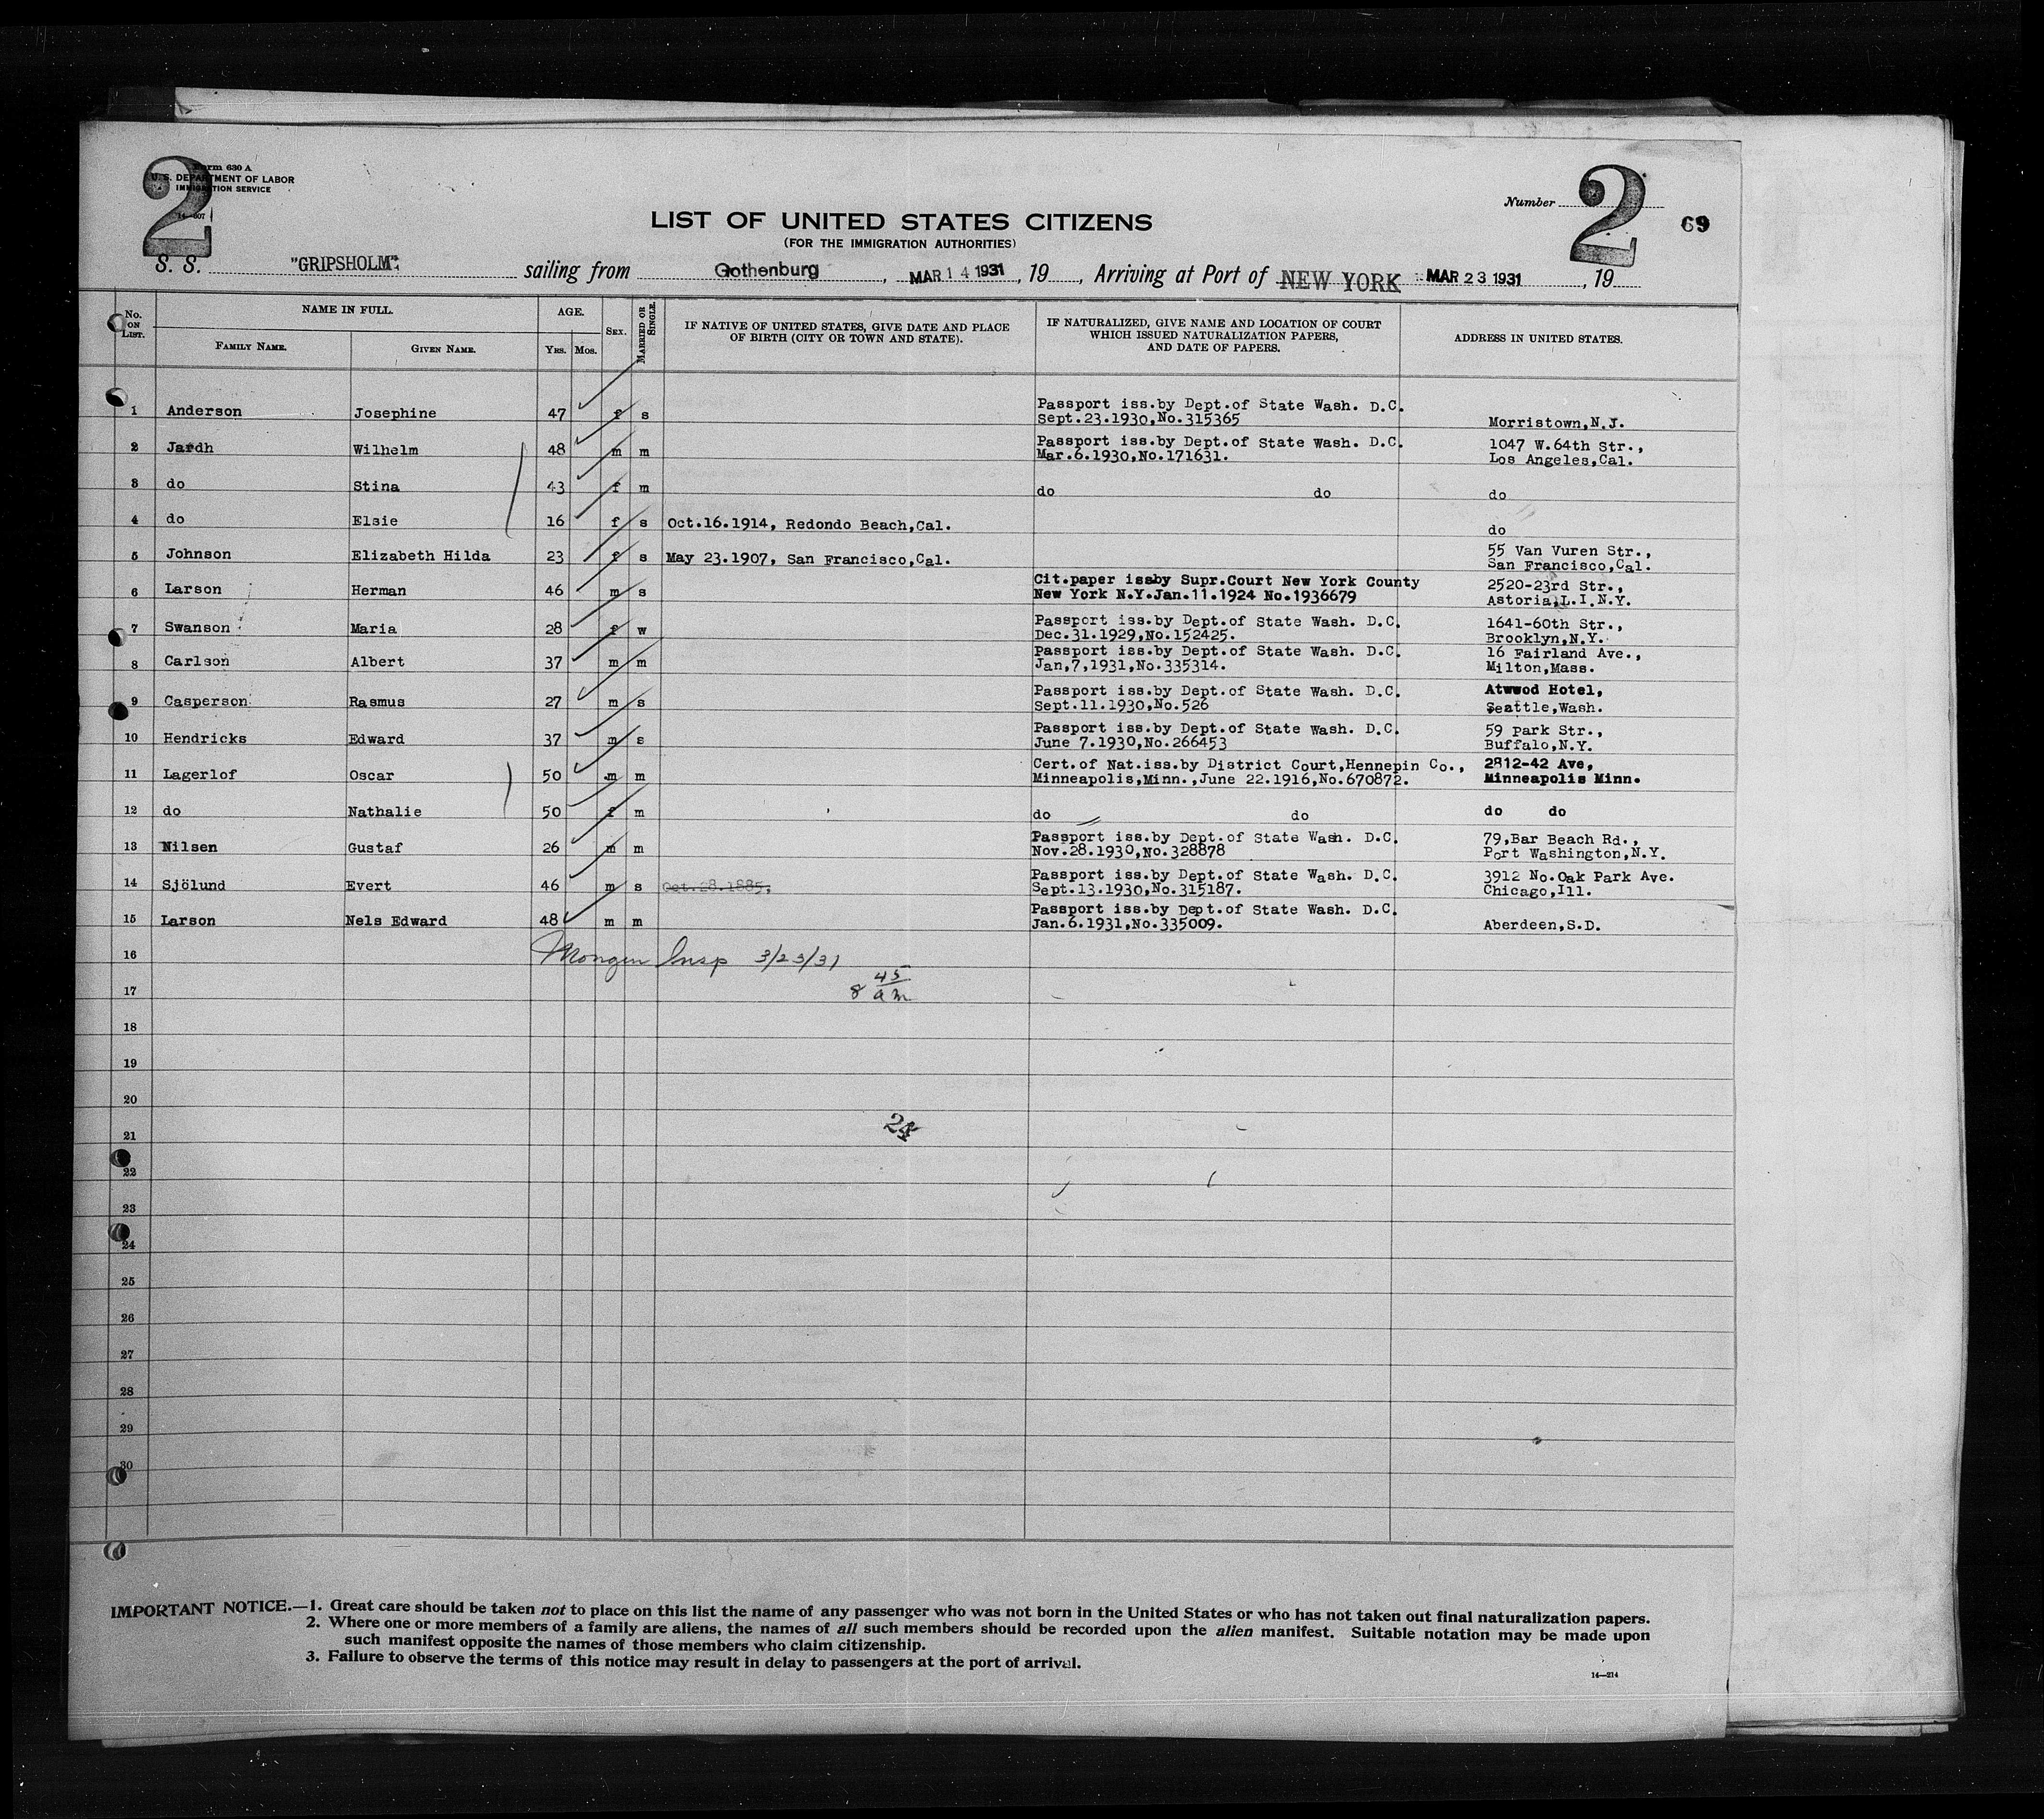 2
Form 630 A
U. S. DEPARTMENT OF LABOR
IMMIGRATION SERVICE
14—607
Number 2
69
LIST OF UNITED STATES CITIZENS
(FOR THE IMMIGRATION AUTHORITIES)
S. S. "GRIPSHOLM" sailing from Gothenburg, MAR 14 1931, 19, Arriving at Port of NEW YORK MAR 23 1931, 19
No. ON LIST. NAME IN FULL. AGE. SEX. MARRIED OR SINGLE. IF NATIVE OF UNITED STATES, GIVE DATE AND PLACE OF BIRTH (CITY OR TOWN AND STATE). IF NATURALIZED, GIVE NAME AND LOCATION OF COURT WHICH ISSUED NATURALIZATION PAPERS, AND DATE OF PAPERS. ADDRESS IN UNITED STATES.
FAMILY NAME. GIVEN NAME. YRS. MOS.
1 Anderson Josephine 47 f s Passport iss.by Dept.of State Wash. D.C. Sept.23.1930,No.315365 Morristown,N.J.
2 Jardh Wilhelm 48 m m Passport iss.by Dept.of State Wash. D.C. Mar.6.1930,No.171631. 1047 W.64th Str., Los Angeles,Cal.
3 do Stina 43 f m do do do
4 do Elsie 16 f s Oct.16.1914, Redondo Beach,Cal. do
5 Johnson Elizabeth Hilda 23 f s May 23.1907, San Francisco,Cal. 55 Van Vuren Str., San Francisco,Cal.
6 Larson Herman 46 m s Cit.paper issby Supr.Court New York County New York N.Y.Jan.11.1924 No.1936679 2520-23rd Str., Astoria,L.I.N.Y.
7 Swanson Maria 28 f w Passport iss.by Dept.of State Wash. D.C. Dec.31.1929,No.152425. 1641-60th Str., Brooklyn,N.Y.
8 Carlson Albert 37 m m Passport iss.by Dept.of State Wash. D.C. Jan,7,1931,No.335314. 16 Fairland Ave., Milton,Mass.
9 Casperson Rasmus 27 m s Passport iss.by Dept.of State Wash. D.C. Sept.11.1930,No.526 Atwwod Hotel, Seattle,Wash.
10 Hendricks Edward 37 m s Passport iss.by Dept.of State Wash. D.C. June 7.1930,No.266453 59 Park Str., Buffalo,N.Y.
11 Lagerlof Oscar 50 m m Cert.of Nat.iss.by District Court,Hennepin Co., Minneapolis,Minn.,June 22.1916,No.670872. 2812-42 Ave, Minneapolis Minn.
12 do Nathalie 50 f m do do do do
13 Nilsen Gustaf 26 m m Passport iss.by Dept.of State Wash. D.C. Nov.28.1930,No.328878 79,Bar Beach Rd., Port Washington,N.Y.
14 Sjölund Evert 46 m s Oct.28.1885, Passport iss.by Dept.of State Wash. D.C. Sept.13.1930,No.315187. 3912 No.Oak Park Ave. Chicago,Ill.
15 Larson Nels Edward 48 m m Passport iss.by Dept.of State Wash. D.C. Jan.6.1931,No.335009. Aberdeen,S.D.
16 Insp 3/23/31
17 8 45 am
18
19
20
21
22
23
24
25
26
27
28
29
30
IMPORTANT NOTICE.—1. Great care should be taken not to place on this list the name of any passenger who was not born in the United States or who has not taken out final naturalization papers.
2. Where one or more members of a family are aliens, the names of all such members should be recorded upon the alien manifest. Suitable notation may be made upon
such manifest opposite the names of those members who claim citizenship.
3. Failure to observe the terms of this notice may result in delay to passengers at the port of arrival.
14—214